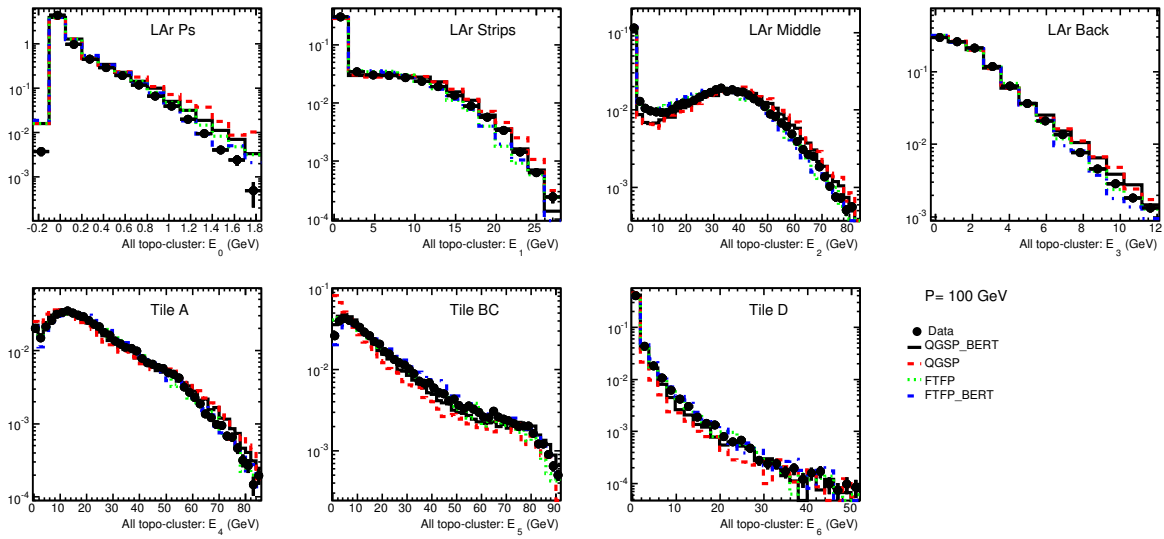 LAr Ps
1
10⁻¹
10⁻²
10⁻³
-0.2 0 0.2 0.4 0.6 0.8 1.0 1.2 1.4 1.6 1.8
All topo-cluster: E₀ (GeV)
LAr Strips
10⁻¹
10⁻²
10⁻³
10⁻⁴
5 10 15 20 25
All topo-cluster: E₁ (GeV)
LAr Middle
10⁻¹
10⁻²
10⁻³
0 10 20 30 40 50 60 70 80
All topo-cluster: E₂ (GeV)
LAr Back
10⁻¹
10⁻²
10⁻³
0 2 4 6 8 10 12
All topo-cluster: E₃ (GeV)
Tile A
10⁻²
10⁻³
10⁻⁴
0 10 20 30 40 50 60 70 80
All topo-cluster: E₄ (GeV)
Tile BC
10⁻¹
10⁻²
10⁻³
0 10 20 30 40 50 60 70 80 90
All topo-cluster: E₅ (GeV)
Tile D
10⁻¹
10⁻²
10⁻³
10⁻⁴
0 10 20 30 40 50
All topo-cluster: E₆ (GeV)
P= 100 GeV
Data
QGSP_BERT
QGSP
FTFP
FTFP_BERT